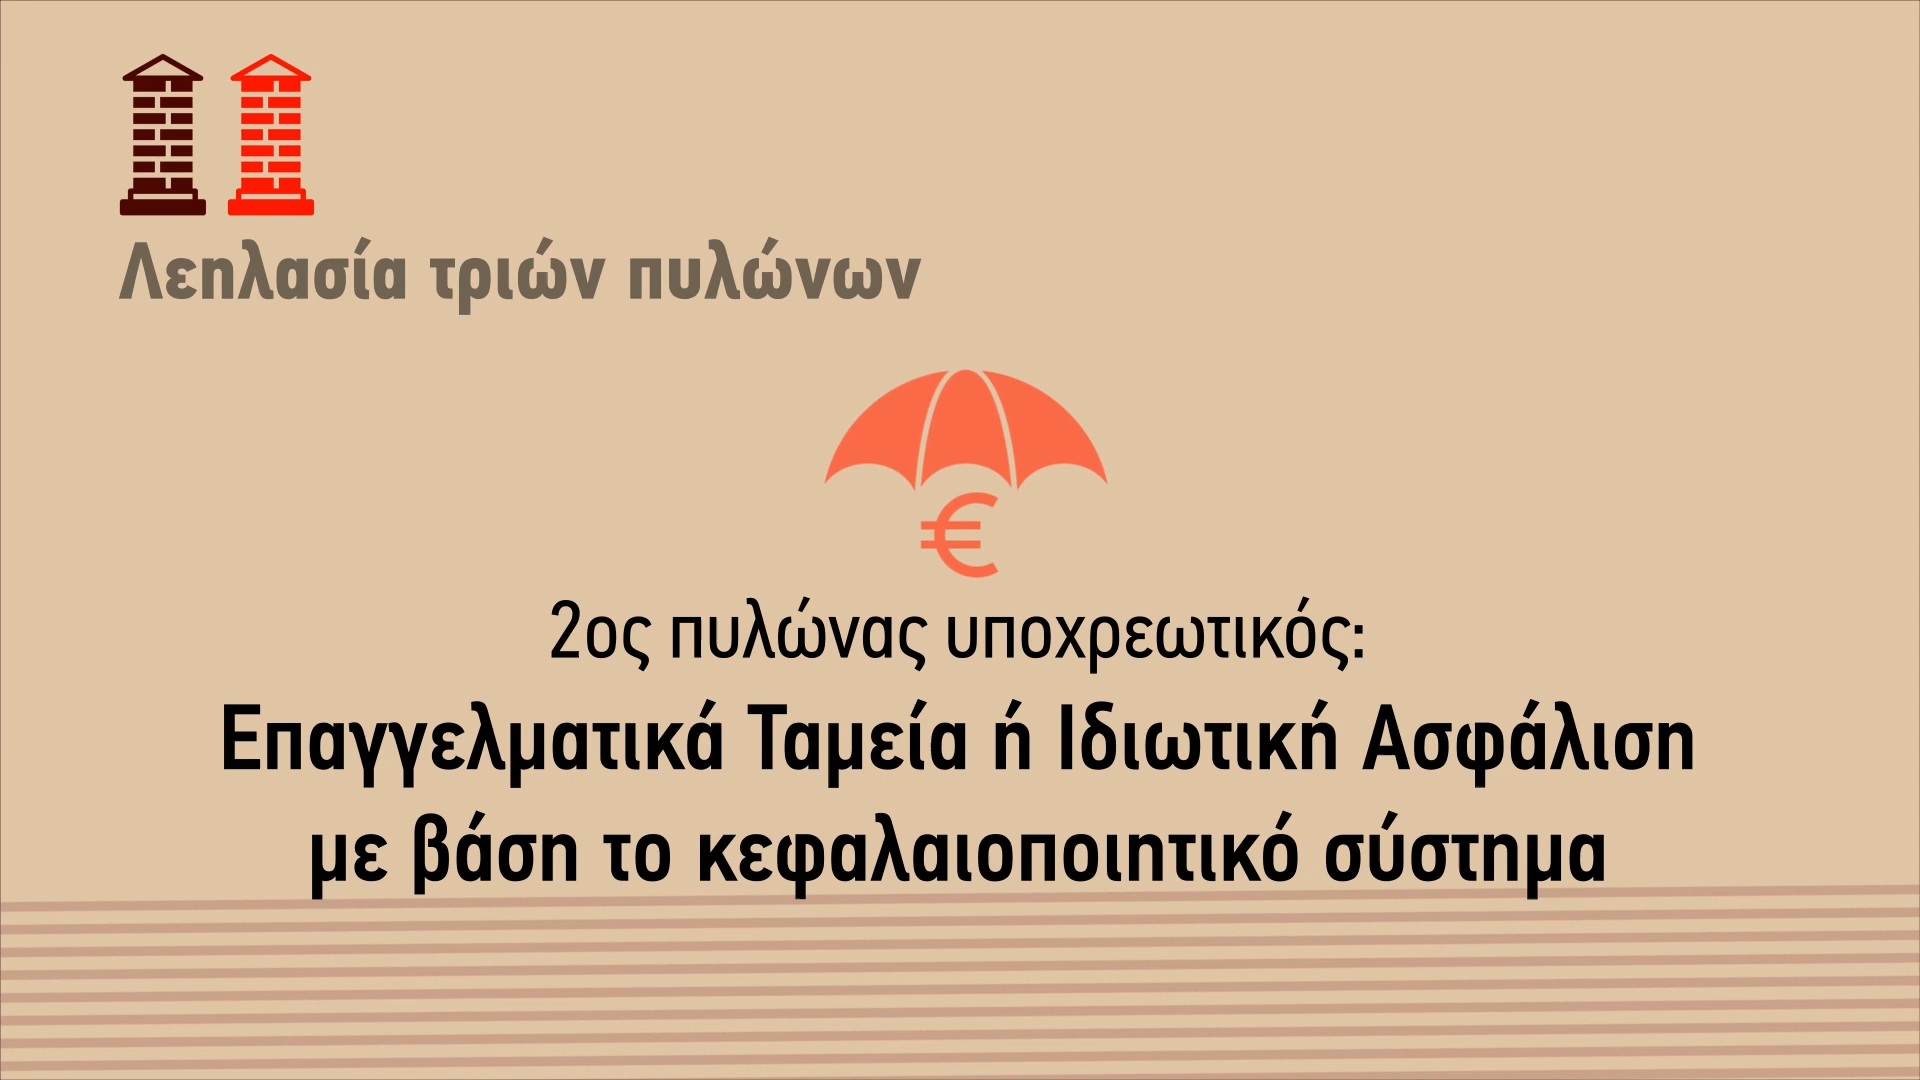 Λεηλασία τριών πυλώνων
€
2ος πυλώνας υποχρεωτικός:
Επαγγελματικά Ταμεία ή Ιδιωτική Ασφάλιση
με βάση το κεφαλαιοποιητικό σύστημα